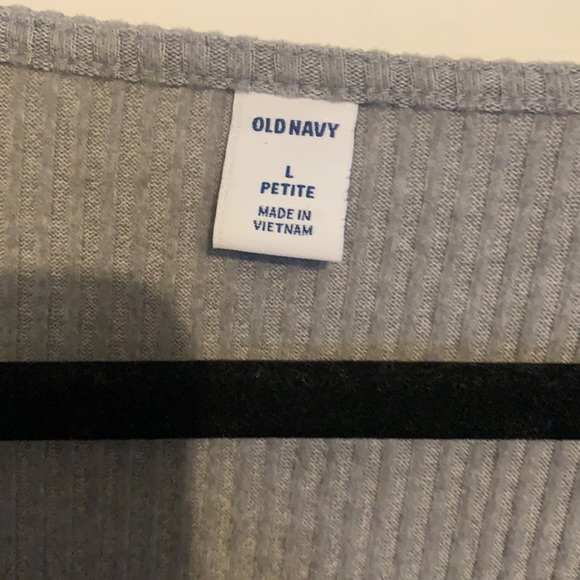 OLD NAVY
L
PETITE
MADE IN
VIETNAM